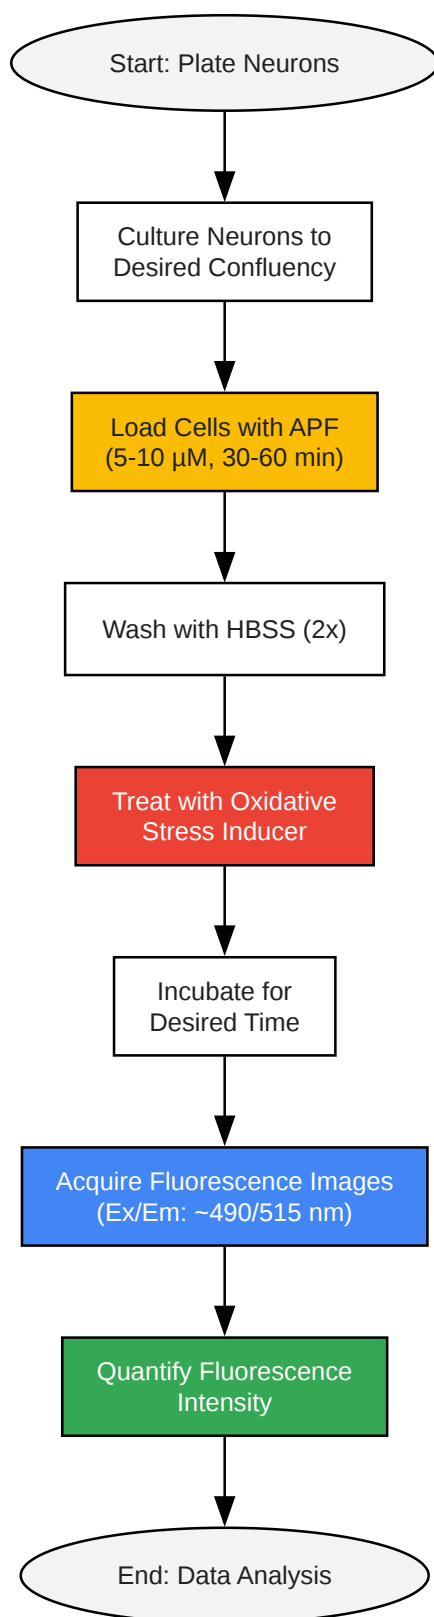 Start: Plate Neurons
Culture Neurons to
Desired Confluency
Load Cells with APF
(5-10 µM, 30-60 min)
Wash with HBSS (2x)
Treat with Oxidative
Stress Inducer
Incubate for
Desired Time
Acquire Fluorescence Images
(Ex/Em: ~490/515 nm)
Quantify Fluorescence
Intensity
End: Data Analysis